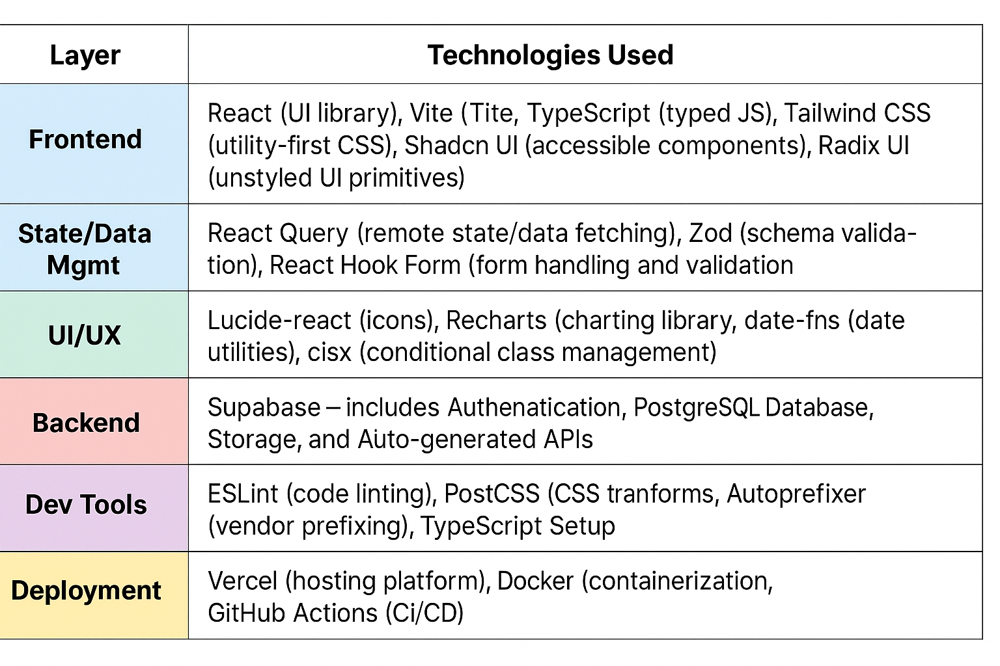 Layer
Technologies Used
Frontend
React (UI library), Vite (Tite, TypeScript (typed JS), Tailwind CSS
(utility-first CSS), Shadcn UI (accessible components), Radix UI
(unstyled UI primitives)
State/Data
Mgmt
React Query (remote state/data fetching), Zod (schema valida-
tion), React Hook Form (form handling and validation
UI/UX
Lucide-react (icons), Recharts (charting library, date-fns (date
utilities), cisx (conditional class management)
Backend
Supabase – includes Authenatication, PostgreSQL Database,
Storage, and Auto-generated APIs
Dev Tools
ESLint (code linting), PostCSS (CSS tranforms, Autoprefixer
(vendor prefixing), TypeScript Setup
Deployment
Vercel (hosting platform), Docker (containerization,
GitHub Actions (Ci/CD)